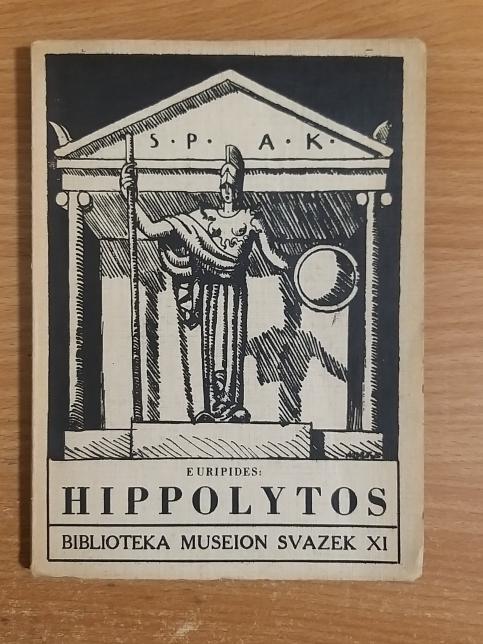 S.P. A.K.
EURIPIDES:
HIPPOLYTOS
BIBLIOTEKA MUSEION SVAZEK XI